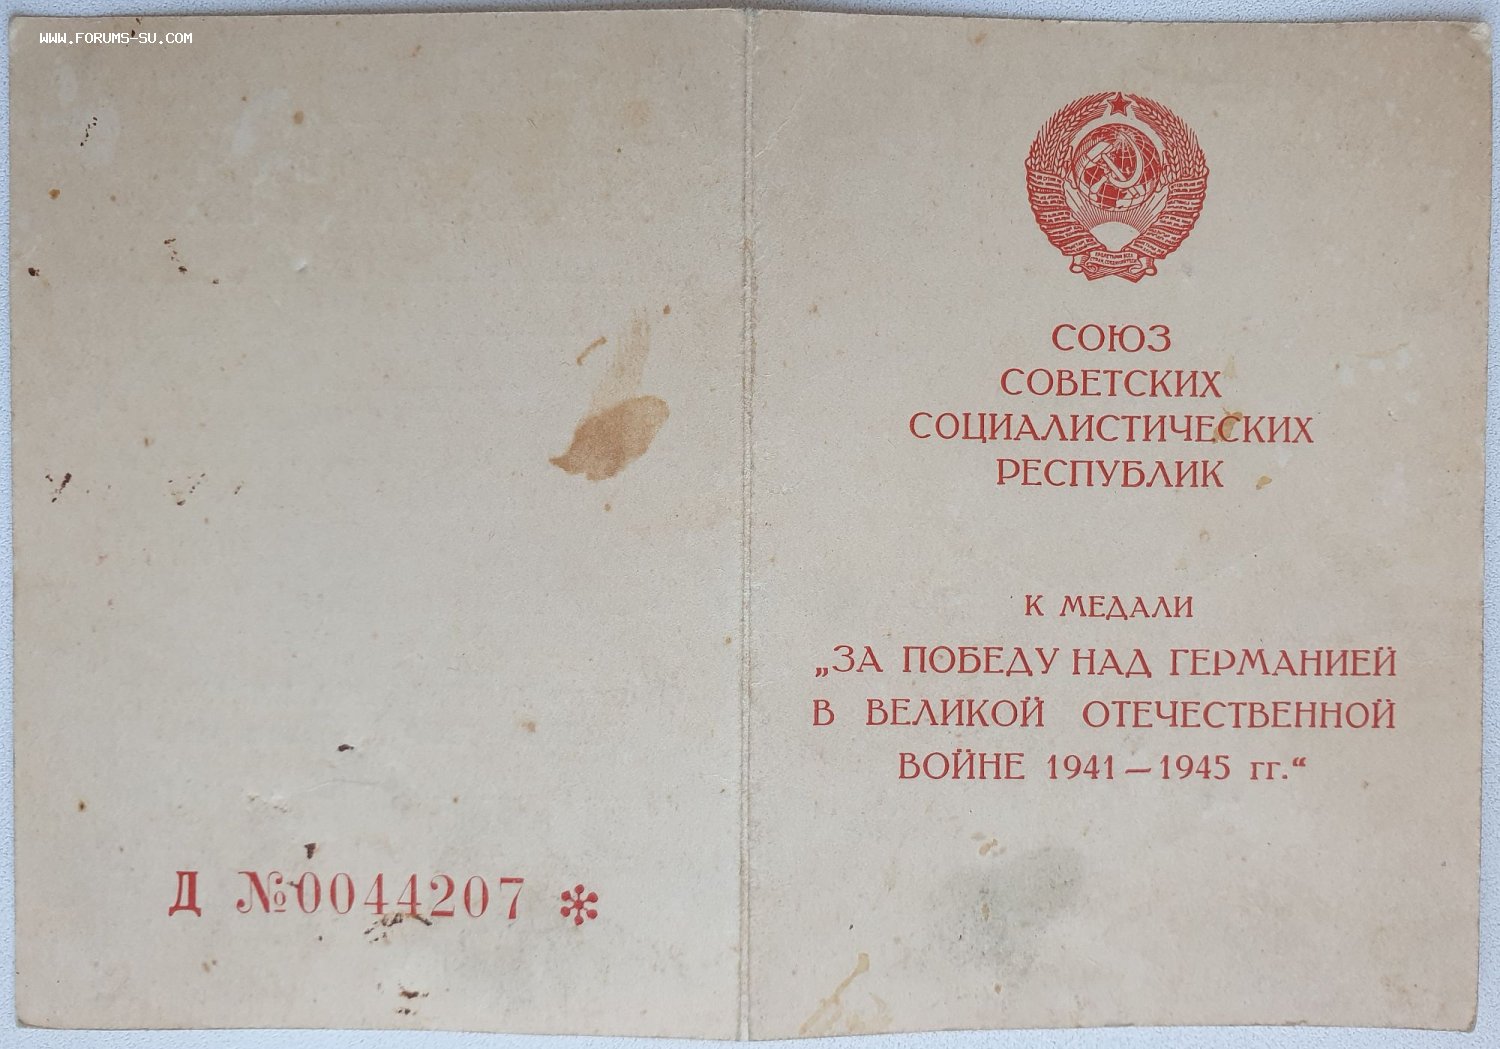 www.forums-su.com
Д №0044207 *
СОЮЗ
СОВЕТСКИХ
СОЦИАЛИСТИЧЕСКИХ
РЕСПУБЛИК
К МЕДАЛИ
„ЗА ПОБЕДУ НАД ГЕРМАНИЕЙ
В ВЕЛИКОЙ ОТЕЧЕСТВЕННОЙ
ВОЙНЕ 1941—1945 гг.“